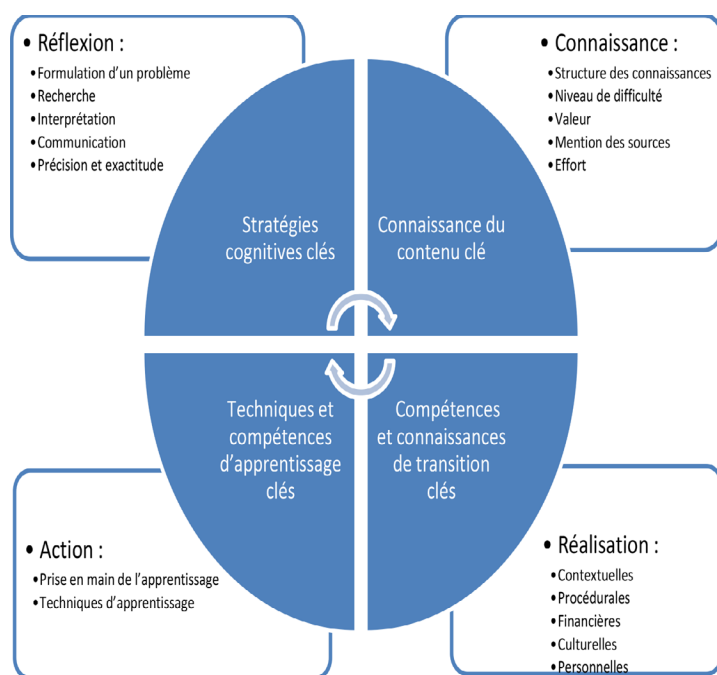 • Réflexion :
•Formulation d'un problème
•Recherche
•Interprétation
•Communication
•Précision et exactitude
• Connaissance :
•Structure des connaissances
•Niveau de difficulté
•Valeur
•Mention des sources
•Effort
Stratégies
cognitives clés
Connaissance du
contenu clé
Techniques et
compétences
d'apprentissage
clés
Compétences
et connaissances
de transition
clés
• Action :
•Prise en main de l'apprentissage
•Techniques d'apprentissage
• Réalisation :
•Contextuelles
•Procédurales
•Financières
•Culturelles
•Personnelles